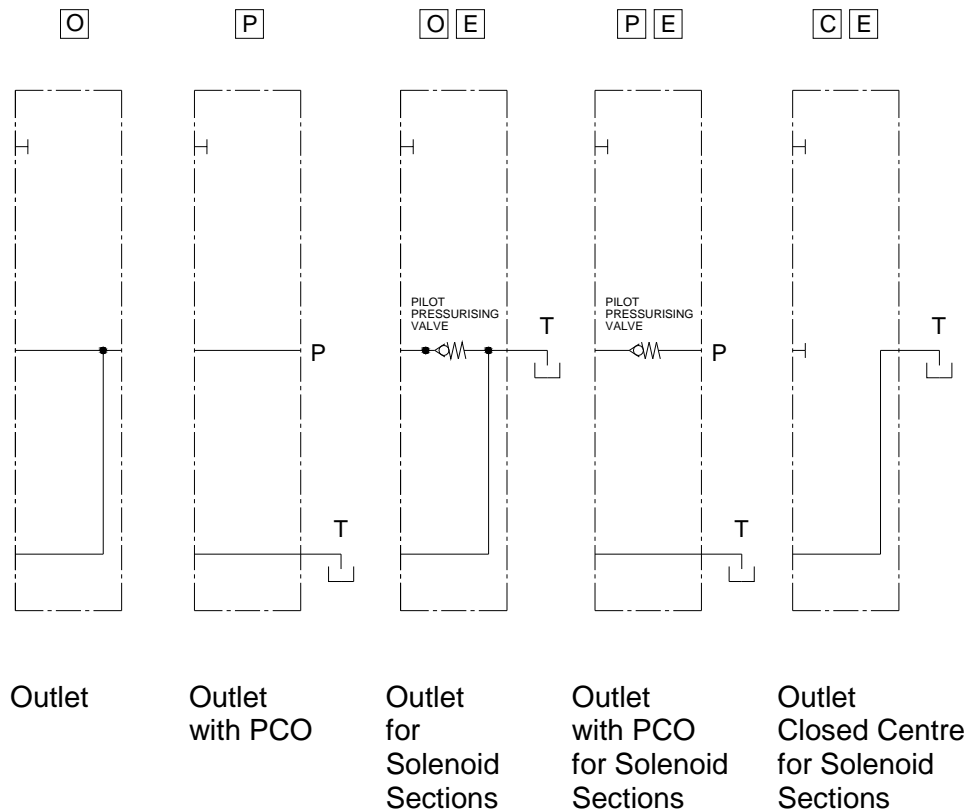 O
P
O E
P E
C E
PILOT
PRESSURISING
VALVE
T
PILOT
PRESSURISING
VALVE
P
P
T
T
T
Outlet
Outlet
with PCO
Outlet
for
Solenoid
Sections
Outlet
with PCO
for Solenoid
Sections
Outlet
Closed Centre
for Solenoid
Sections